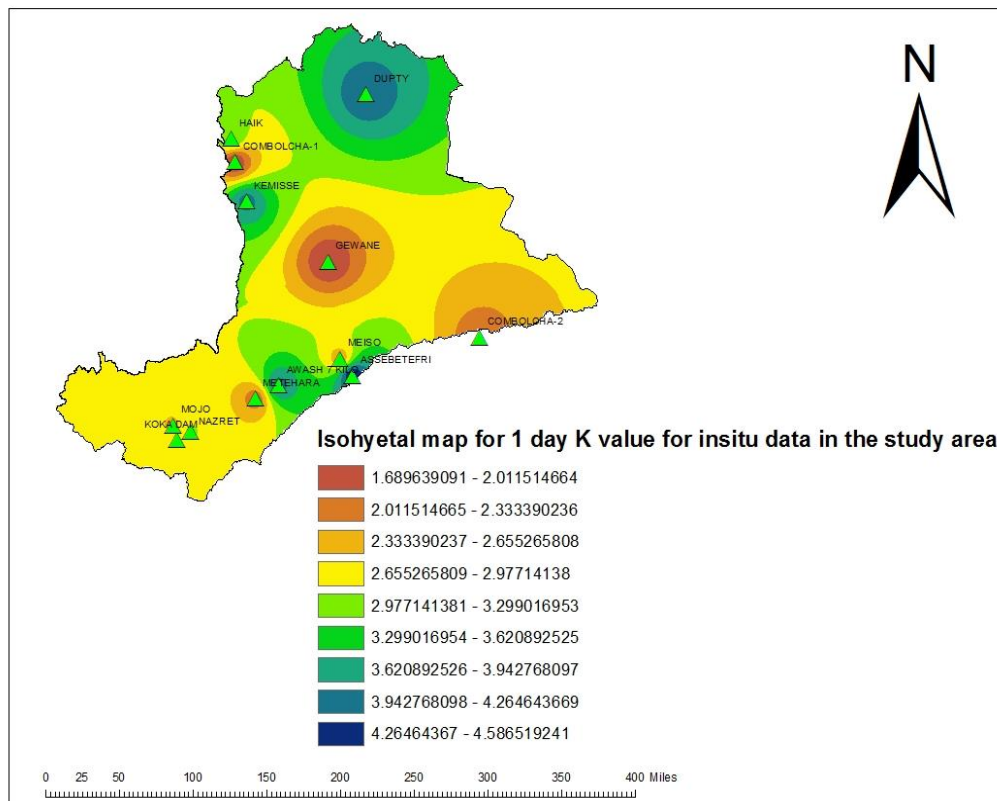 N
DUPTY
HAIK
COMBOLCHA-1
KEMISSE
GEWANE
COMBOLCHA-2
MEISO
ASSEBETEFRI
AWASH 7 KILO
METEHARA
MOJO
NAZRET
KOKA DAM
Isohyetal map for 1 day K value for insitu data in the study area
1.689639091 - 2.011514664
2.011514665 - 2.333390236
2.333390237 - 2.655265808
2.655265809 - 2.97714138
2.977141381 - 3.299016953
3.299016954 - 3.620892525
3.620892526 - 3.942768097
3.942768098 - 4.264643669
4.26464367 - 4.586519241
0 25 50 100 150 200 250 300 350 400 Miles